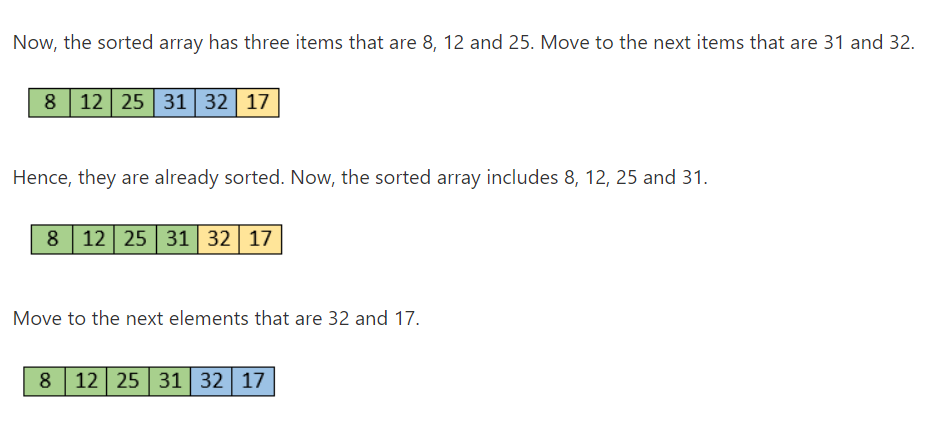 Now, the sorted array has three items that are 8, 12 and 25. Move to the next items that are 31 and 32.
8 12 25 31 32 17
Hence, they are already sorted. Now, the sorted array includes 8, 12, 25 and 31.
8 12 25 31 32 17
Move to the next elements that are 32 and 17.
8 12 25 31 32 17